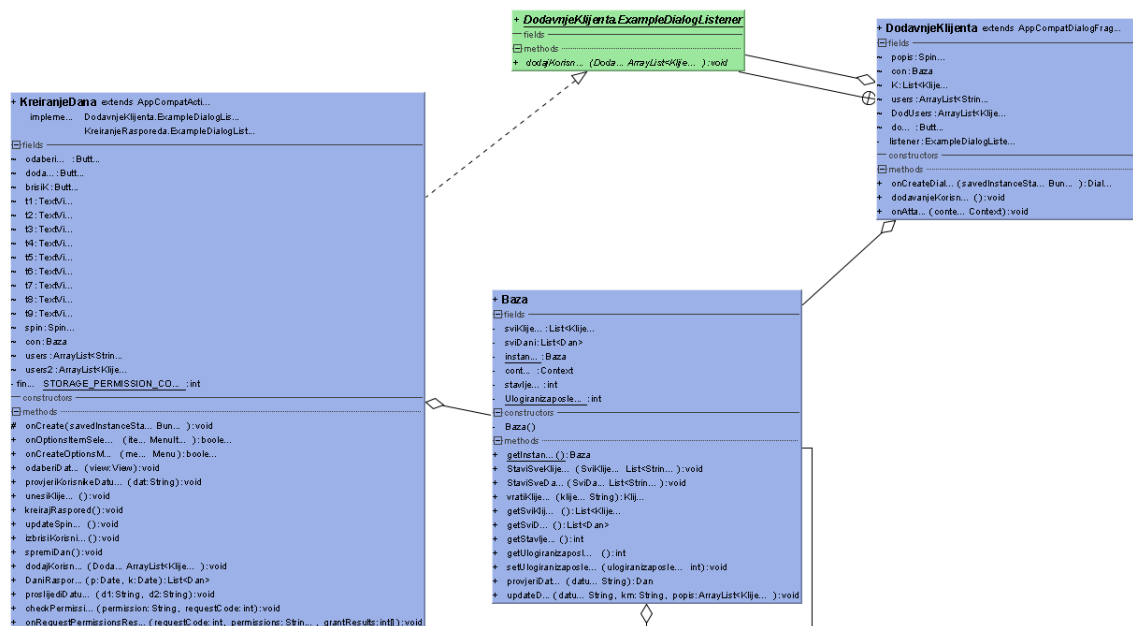 + DodavnjeKlijenta.ExampleDialogListener
fields
methods
+ dodajKorisn... (Doda... ArrayList<Klije... ):void
+ DodavnjeKlijenta extends AppCompatDialogFrag...
fields
~ popis:Spin...
~ con:Baza
~ K:List<Klije...
~ users:ArrayList<Strin...
~ DodUsers:ArrayList<Klije...
~ do... :Butt...
- listener:ExampleDialogListe...
constructors
methods
+ onCreateDial... (savedInstanceSta... Bun... ):Dial...
+ dodavanjeKorisn... ():void
+ onAtta... (conte... Context):void
+ KreiranjeDana extends AppCompatActi...
impleme... DodavnjeKlijenta.ExampleDialogLis...
KreiranjeRasporeda.ExampleDialogList...
fields
~ odaberi... :Butt...
~ doda... :Butt...
~ brisiK:Butt...
~ t1:TextVi...
~ t2:TextVi...
~ t3:TextVi...
~ t4:TextVi...
~ t5:TextVi...
~ t6:TextVi...
~ t7:TextVi...
~ t8:TextVi...
~ t9:TextVi...
~ spin:Spin...
~ con:Baza
~ users:ArrayList<Strin...
~ users2:ArrayList<Klije...
- fin... STORAGE_PERMISSION_CO... :int
constructors
methods
# onCreate(savedInstanceSta... Bun... ):void
+ onOptionsItemSele... (ite... MenuIt... ):boole...
+ onCreateOptionsM... (me... Menu):boole...
+ odaberiDat... (view:View):void
+ provjeriKorisnikeDatu... (dat:String):void
+ unesiKlije... ():void
+ kreirajRaspored():void
+ updateSpin... ():void
+ izbrisiKorisni... ():void
+ spremiDan():void
+ dodajKorisn... (Doda... ArrayList<Klije... ):void
+ DaniRaspor... (p:Date, k:Date):List<Dan>
+ proslijediDatu... (d1:String, d2:String):void
+ checkPermissi... (permission:String, requestCode:int):void
+ onRequestPermissionsRes... (requestCode:int, permissions:Strin... , grantResults:int[]):void
+ Baza
fields
- sviKlije... :List<Klije...
- sviDani:List<Dan>
- instan... :Baza
- cont... :Context
- stavlje... :int
- Ulogiranizaposle... :int
constructors
- Baza()
methods
+ getInstan... ():Baza
+ StaviSveKlije... (SviKlije... List<Strin... ):void
+ StaviSveDa... (SviDa... List<Strin... ):void
+ vratiKlije... (klije... String):Klij...
+ getSviKlij... ():List<Klije...
+ getSviD... ():List<Dan>
+ getStavlje... ():int
+ getUlogiranizaposl... ():int
+ setUlogiranizaposle... (ulogiranizaposle... int):void
+ provjeriDat... (datu... String):Dan
+ updateD... (datu... String, km:String, popis:ArrayList<Klije... ):void